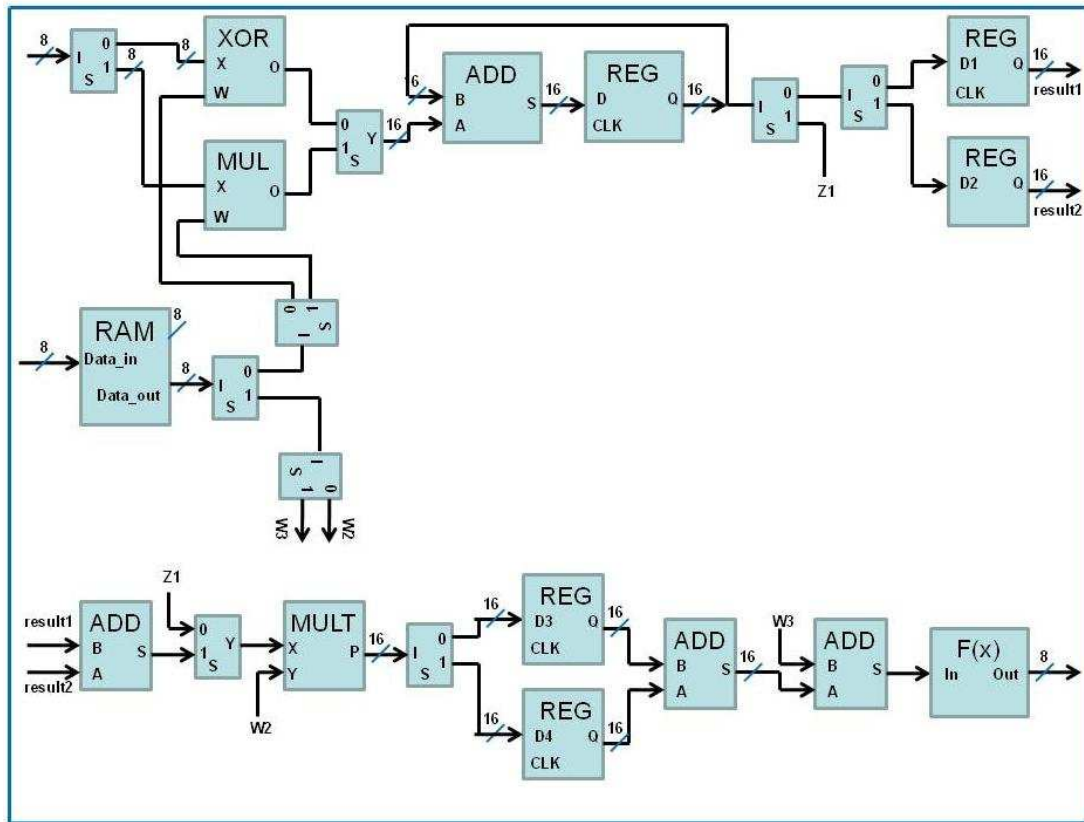 8
I
S
0
1
8
8
XOR
X
W
O
MUL
X
W
O
0
1
S
Y
16
16
ADD
B
A
S
16
REG
D
CLK
Q
16
I
S
0
1
Z1
I
S
0
1
REG
D1
CLK
Q
16
result1
REG
D2
Q
16
result2
0
1
I
S
8
RAM
8
Data_in
Data_out
8
I
S
0
1
I
S
1
0
W3
W2
result1
result2
ADD
B
A
S
Z1
0
1
S
Y
MULT
X
Y
P
W2
16
I
S
0
1
16
REG
D3
CLK
Q
16
16
REG
D4
CLK
Q
16
ADD
B
A
S
16
W3
ADD
B
A
S
F(x)
In
Out
8